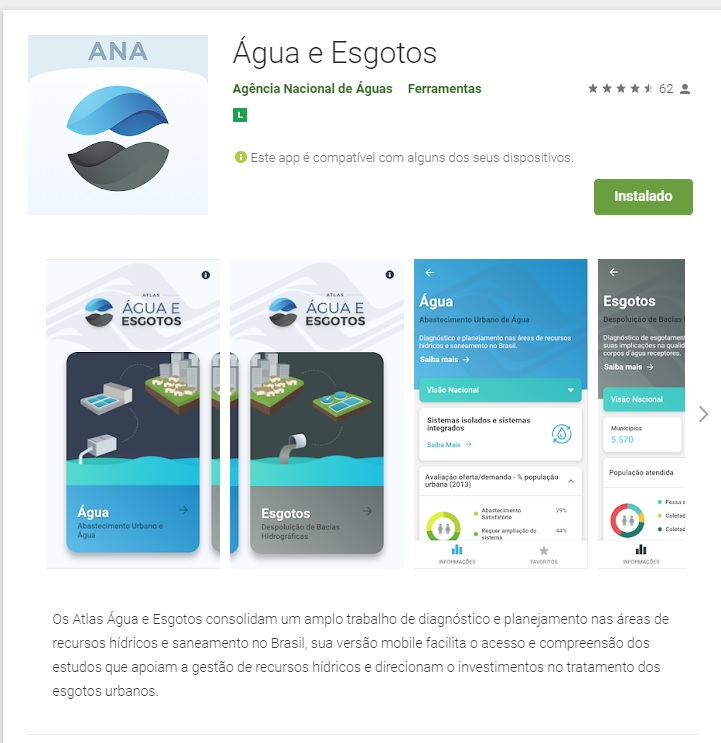 ANA
Água e Esgotos
Agência Nacional de Águas Ferramentas
62
L
Este app é compatível com alguns dos seus dispositivos.
Instalado
ATLAS
ÁGUA E
ESGOTOS
Água
Abastecimento Urbano e
Água
ATLAS
ÁGUA E
ESGOTOS
Esgotos
Despoluição de Bacias
Hidrográficas
Água
Abastecimento Urbano de Água
Diagnóstico e planejamento nas áreas de recursos
hídricos e saneamento no Brasil.
Saiba mais
Visão Nacional
Sistemas isolados e sistemas
integrados
Saiba Mais
Avaliação oferta/demanda - % população
urbana (2013)
Abastecimento
Satisfatório
29%
Requer ampliação do
sistema
44%
INFORMAÇÕES
FAVORITOS
Esgotos
Despoluição de Bacias
Diagnóstico de esgotament
suas implicações na qualid
corpos d'água receptores.
Saiba mais
Visão Nacional
Municípios
5.570
População atendida
Fossa s
Coletad
Coletad
INFORMAÇÕES
Os Atlas Água e Esgotos consolidam um amplo trabalho de diagnóstico e planejamento nas áreas de
recursos hídricos e saneamento no Brasil, sua versão mobile facilita o acesso e compreensão dos
estudos que apoiam a gestão de recursos hídricos e direcionam o investimentos no tratamento dos
esgotos urbanos.